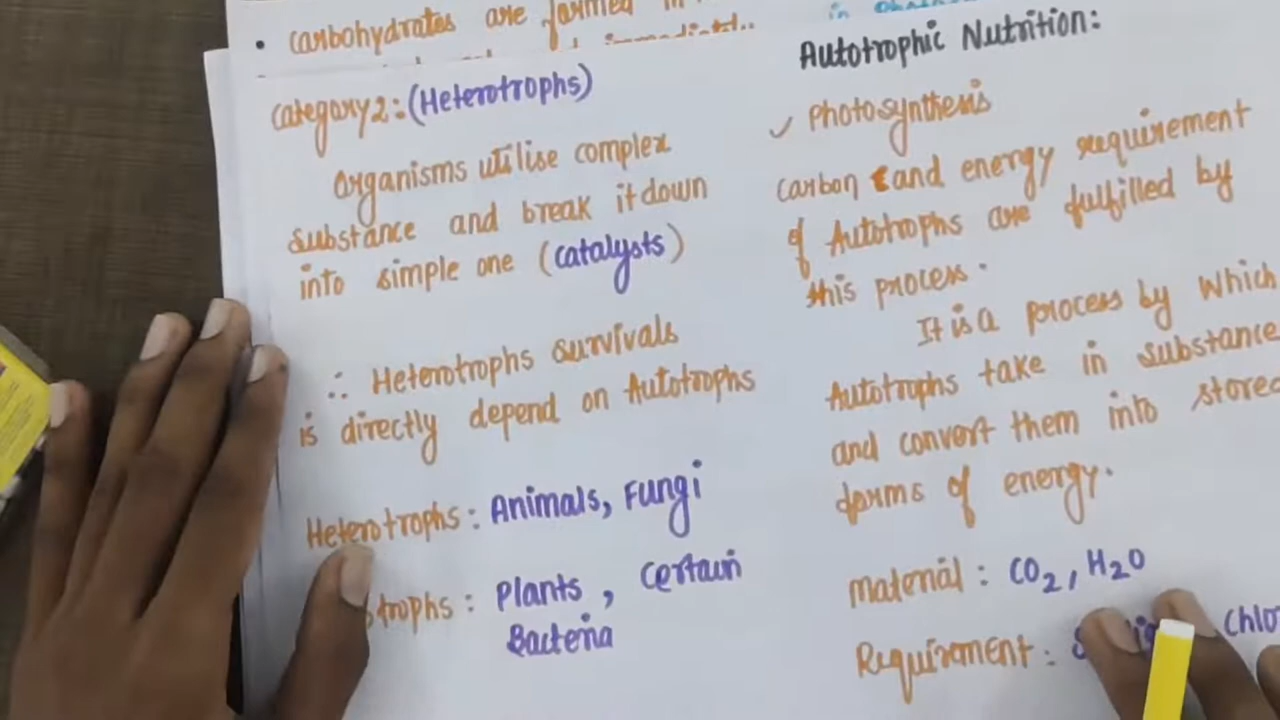 • carbohydrates are formed in
Category 2: (Heterotrophs)
Organisms utilise complex
substance and break it down
into simple one (catalysts)
∴ Heterotrophs survivals
is directly depend on Autotrophs
Heterotrophs: Animals, Fungi
trophs: Plants, Certain
Bacteria
Autotrophic Nutrition:
✓ Photosynthesis
Carbon and energy requirement
of Autotrophs are fulfilled by
this process.
It is a process by which
Autotrophs take in substance
and convert them into stored
forms of energy.
Material: CO2, H2O
Requirement: